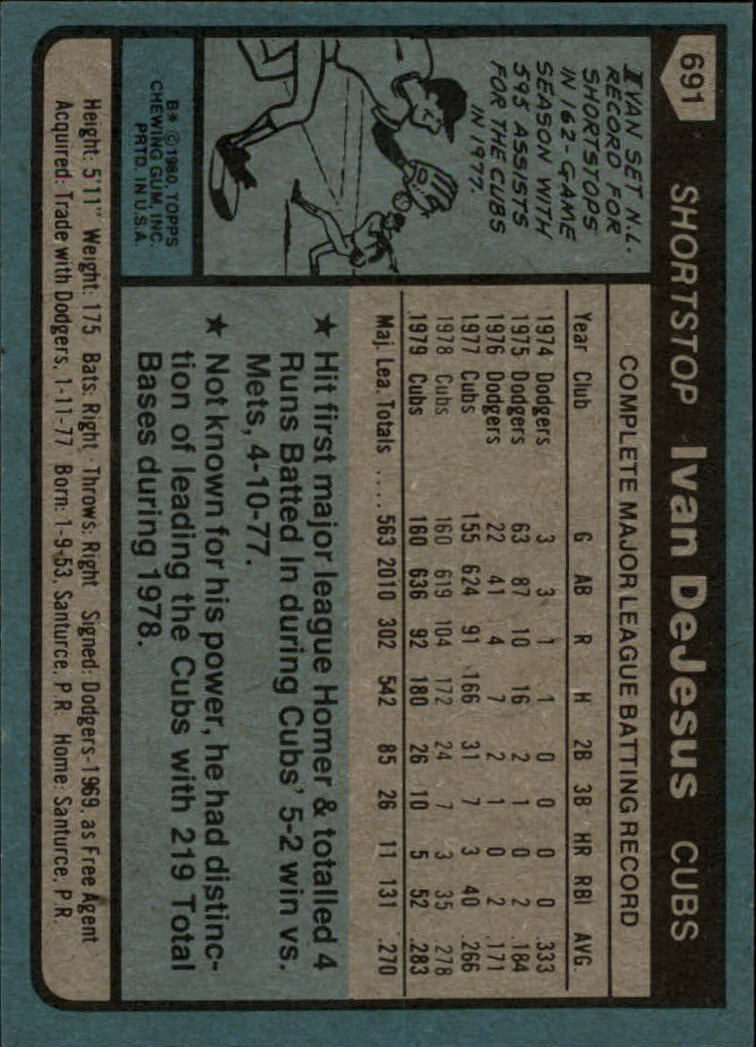 691
SHORTSTOP Ivan DeJesus CUBS
IVAN SET N.L.
RECORD FOR
SHORTSTOPS
IN 162-GAME
SEASON WITH
595 ASSISTS
FOR THE CUBS
IN 1977.
B* © 1980 TOPPS
CHEWING GUM, INC.
PRTD. IN U.S.A.
COMPLETE MAJOR LEAGUE BATTING RECORD
Year Club G AB R H 2B 3B HR RBI AVG.
1974 Dodgers 3 3 1 1 0 0 0 0 .333
1975 Dodgers 63 87 10 16 2 1 0 2 .184
1976 Dodgers 22 41 4 7 2 1 0 2 .171
1977 Cubs 155 624 91 166 31 7 3 40 .266
1978 Cubs 160 619 104 172 24 7 3 35 .278
1979 Cubs 160 636 92 180 26 10 5 52 .283
Maj. Lea. Totals .... 563 2010 302 542 85 26 11 131 .270
★ Hit first major league Homer & totalled 4
Runs Batted In during Cubs' 5-2 win vs.
Mets, 4-10-77.
★ Not known for his power, he had distinc-
tion of leading the Cubs with 219 Total
Bases during 1978.
Height: 5'11" Weight: 175 Bats: Right Throws: Right Signed: Dodgers-1969, as Free Agent
Acquired: Trade with Dodgers, 1-11-77 Born: 1-9-53, Santurce, P.R. Home: Santurce, P.R.